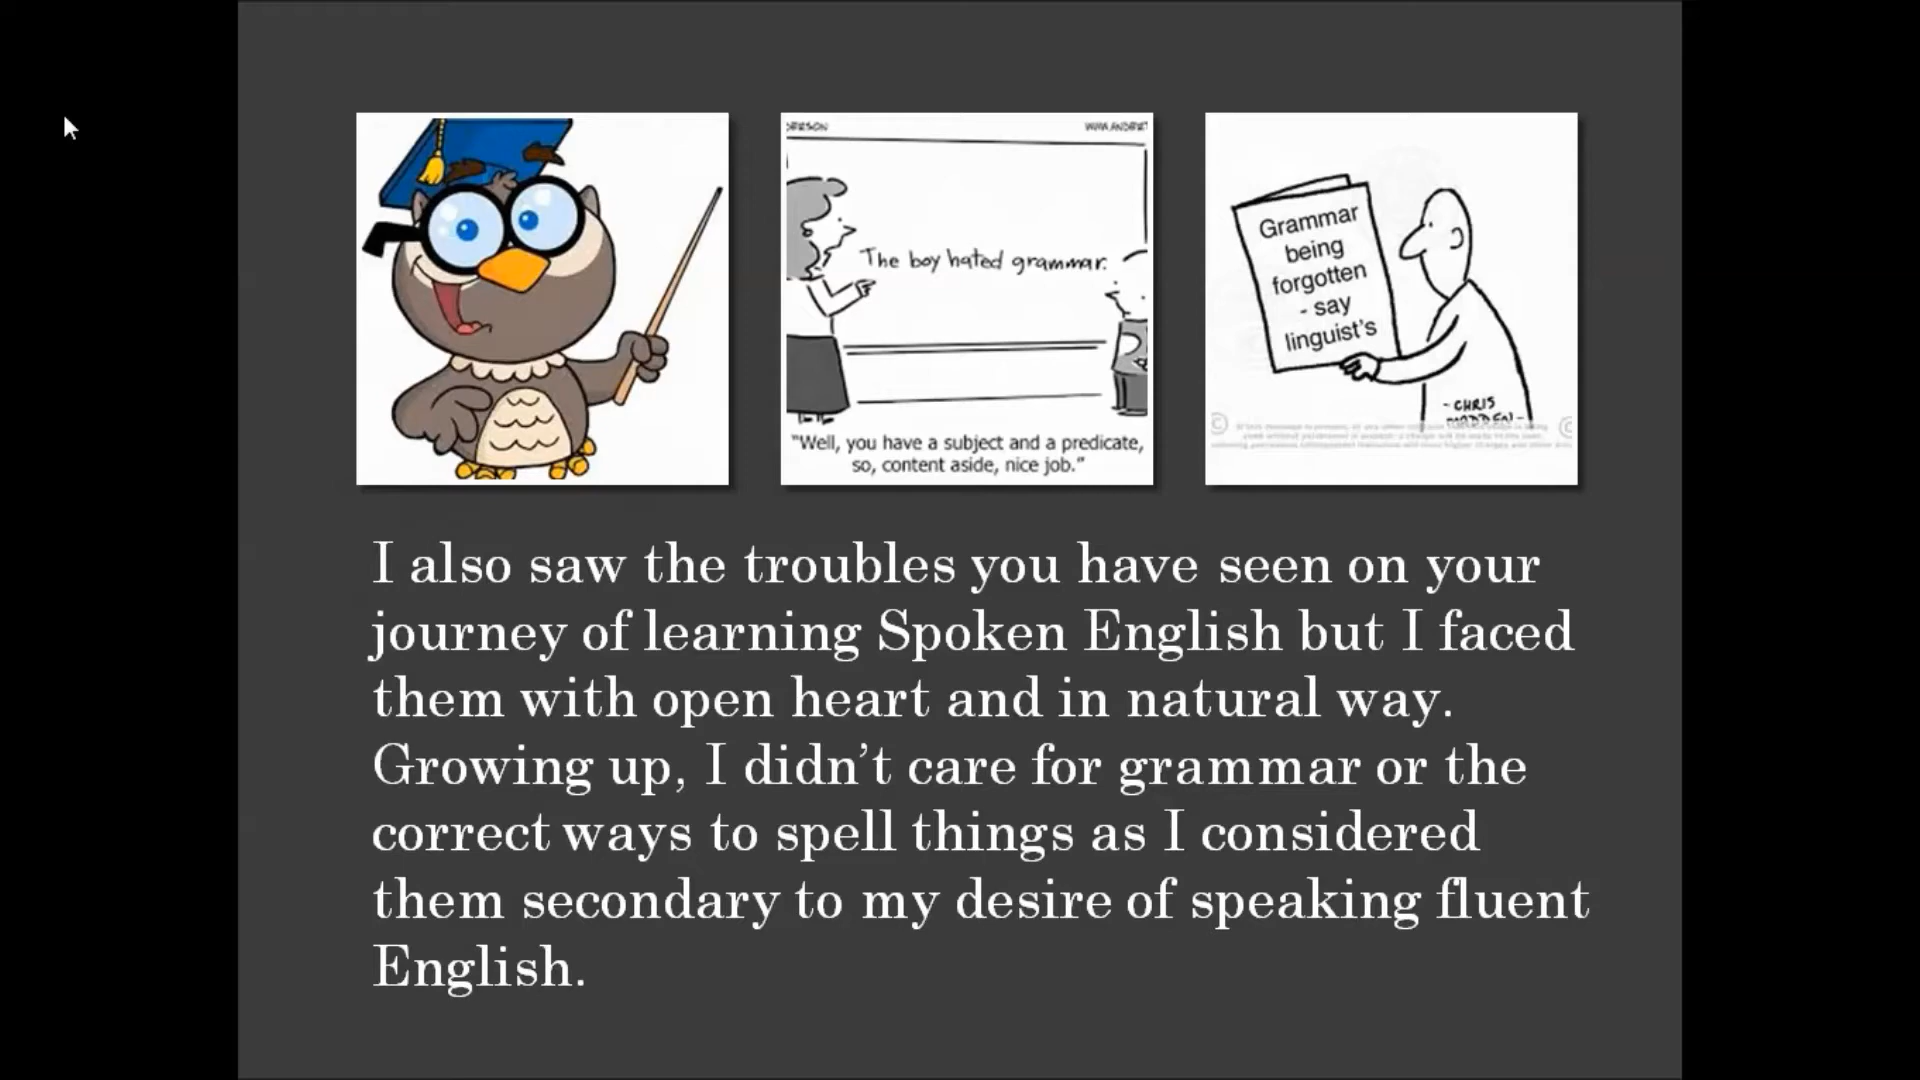 The boy hated grammar.
"Well, you have a subject and a predicate,
so, content aside, nice job."
Grammar
being
forgotten
- say
linguist's
- CHRIS
MADDEN -
I also saw the troubles you have seen on your
journey of learning Spoken English but I faced
them with open heart and in natural way.
Growing up, I didn't care for grammar or the
correct ways to spell things as I considered
them secondary to my desire of speaking fluent
English.